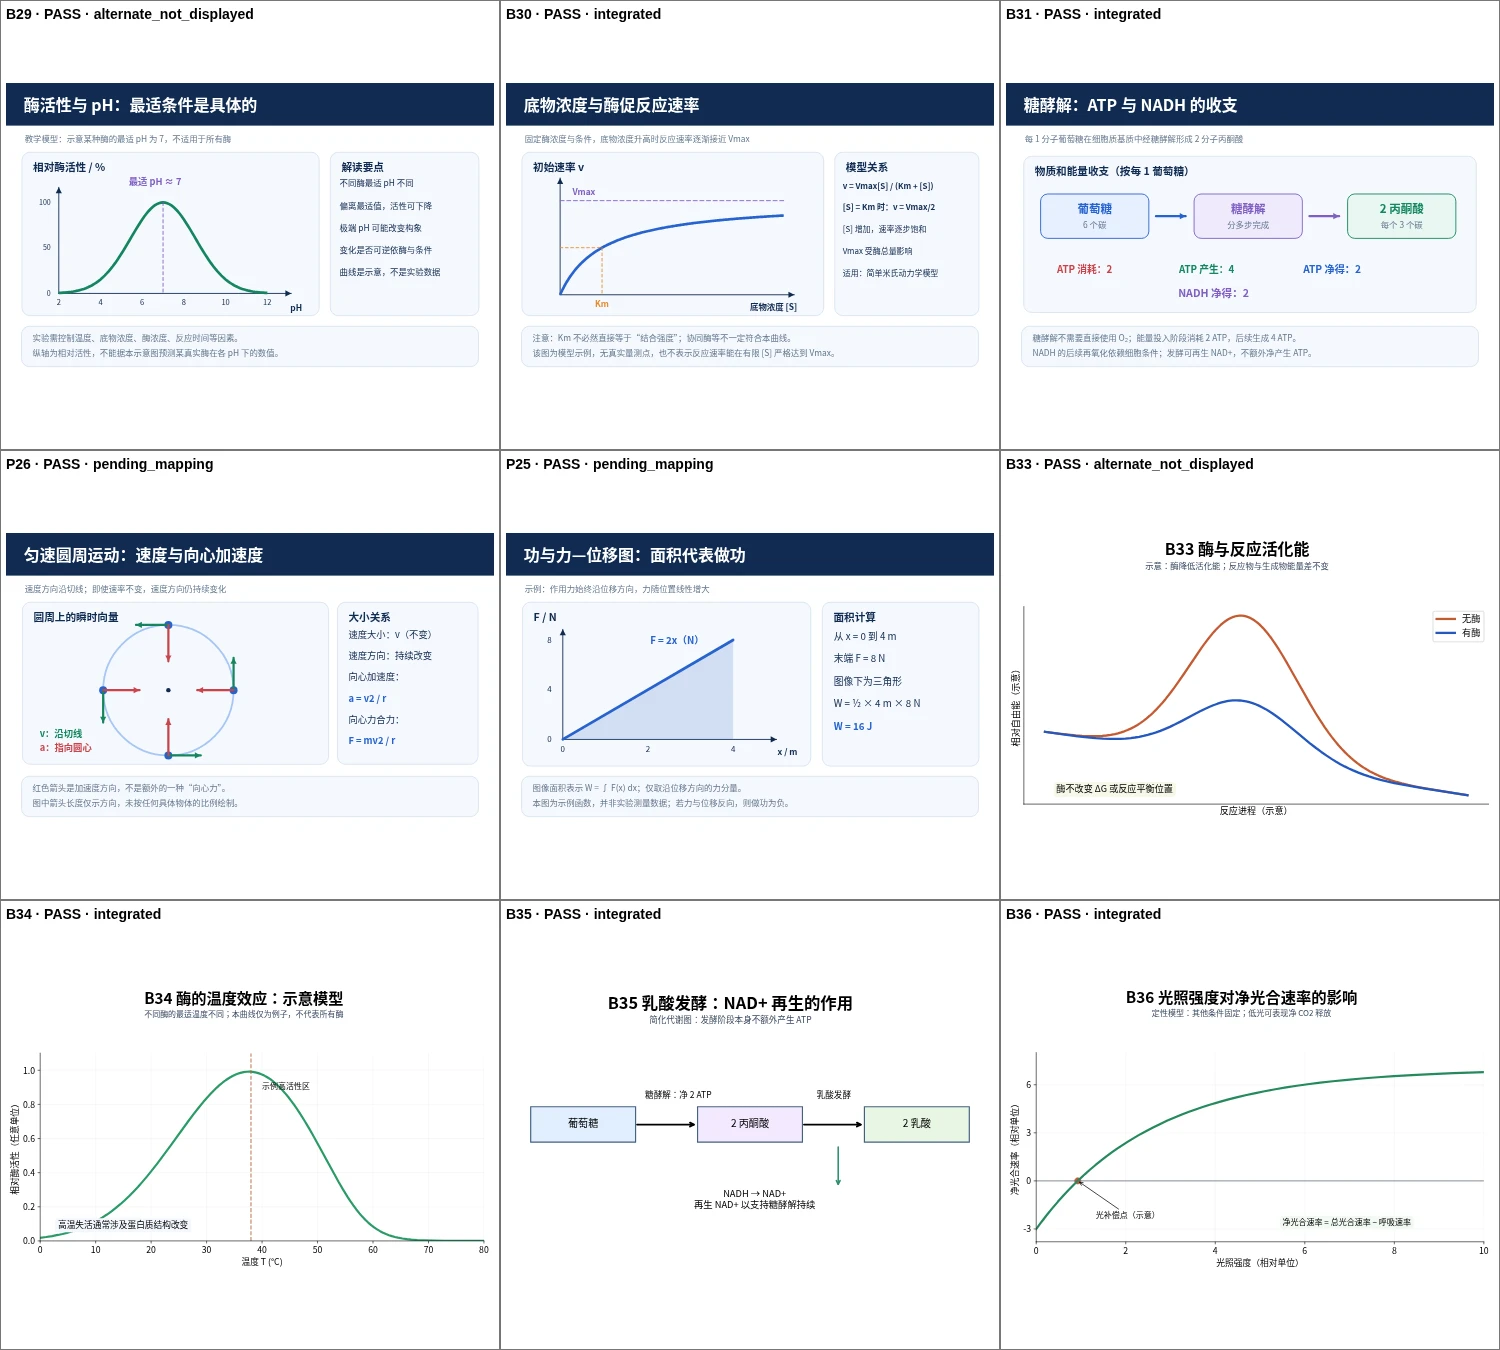 B29 · PASS · alternate_not_displayed
酶活性与 pH：最适条件是具体的
教学模型：示意某种酶的最适 pH 为 7，不适用于所有酶
相对酶活性 / %
最适 pH ≈ 7
100
50
0
2 4 6 8 10 12
pH
解读要点
不同酶最适 pH 不同
偏离最适值，活性可下降
极端 pH 可能改变构象
变化是否可逆依酶与条件
曲线是示意，不是实验数据
实验需控制温度、底物浓度、酶浓度、反应时间等因素。
纵轴为相对活性，不能据本示意图预测某真实酶在各 pH 下的数值。
B30 · PASS · integrated
底物浓度与酶促反应速率
固定酶浓度与条件，底物浓度升高时反应速率逐渐接近 Vmax
初始速率 v
Vmax
Km
底物浓度 [S]
模型关系
v = Vmax[S] / (Km + [S])
[S] = Km 时：v = Vmax/2
[S] 增加，速率逐步饱和
Vmax 受酶总量影响
适用：简单米氏动力学模型
注意：Km 不必然直接等于“结合强度”；协同酶等不一定符合本曲线。
该图为模型示例，无真实量测点，也不表示反应速率能在有限 [S] 严格达到 Vmax。
B31 · PASS · integrated
糖酵解：ATP 与 NADH 的收支
每 1 分子葡萄糖在细胞质基质中经糖酵解形成 2 分子丙酮酸
物质和能量收支（按每 1 葡萄糖）
葡萄糖
6 个碳
糖酵解
分多步完成
2 丙酮酸
每个 3 个碳
ATP 消耗：2
ATP 产生：4
ATP 净得：2
NADH 净得：2
糖酵解不需要直接使用 O₂；能量投入阶段消耗 2 ATP，后续生成 4 ATP。
NADH 的后续再氧化依赖细胞条件；发酵可再生 NAD+，不额外净产生 ATP。
P26 · PASS · pending_mapping
匀速圆周运动：速度与向心加速度
速度方向沿切线；即使速率不变，速度方向仍持续变化
圆周上的瞬时向量
v：沿切线
a：指向圆心
大小关系
速度大小：v（不变）
速度方向：持续改变
向心加速度：
a = v2 / r
向心力合力：
F = mv2 / r
红色箭头是加速度方向，不是额外的一种“向心力”。
图中箭头长度仅示方向，未按任何具体物体的比例绘制。
P25 · PASS · pending_mapping
功与力—位移图：面积代表做功
示例：作用力始终沿位移方向，力随位置线性增大
F / N
F = 2x（N）
8
4
0
0 2 4
x / m
面积计算
从 x = 0 到 4 m
末端 F = 8 N
图像下为三角形
W = ½ × 4 m × 8 N
W = 16 J
图像面积表示 W = ∫ F(x) dx；仅取沿位移方向的力分量。
本图为示例函数，并非实验测量数据；若力与位移反向，则做功为负。
B33 · PASS · alternate_not_displayed
B33 酶与反应活化能
示意：酶降低活化能；反应物与生成物能量差不变
无酶
有酶
相对自由能（示意）
酶不改变 ΔG 或反应平衡位置
反应进程（示意）
B34 · PASS · integrated
B34 酶的温度效应：示意模型
不同酶的最适温度不同；本曲线仅为例子，不代表所有酶
示例高活性区
相对酶活性（任意单位）
1.0
0.8
0.6
0.4
0.2
0.0
高温失活通常涉及蛋白质结构改变
0 10 20 30 40 50 60 70 80
温度 T (°C)
B35 · PASS · integrated
B35 乳酸发酵：NAD+ 再生的作用
简化代谢图：发酵阶段本身不额外产生 ATP
糖酵解：净 2 ATP
乳酸发酵
葡萄糖
2 丙酮酸
2 乳酸
NADH → NAD+
再生 NAD+ 以支持糖酵解持续
B36 · PASS · integrated
B36 光照强度对净光合速率的影响
定性模型：其他条件固定；低光可表现净 CO2 释放
净光合速率（相对单位）
6
3
0
-3
光补偿点（示意）
净光合速率 = 总光合速率 − 呼吸速率
0 2 4 6 8 10
光照强度（相对单位）